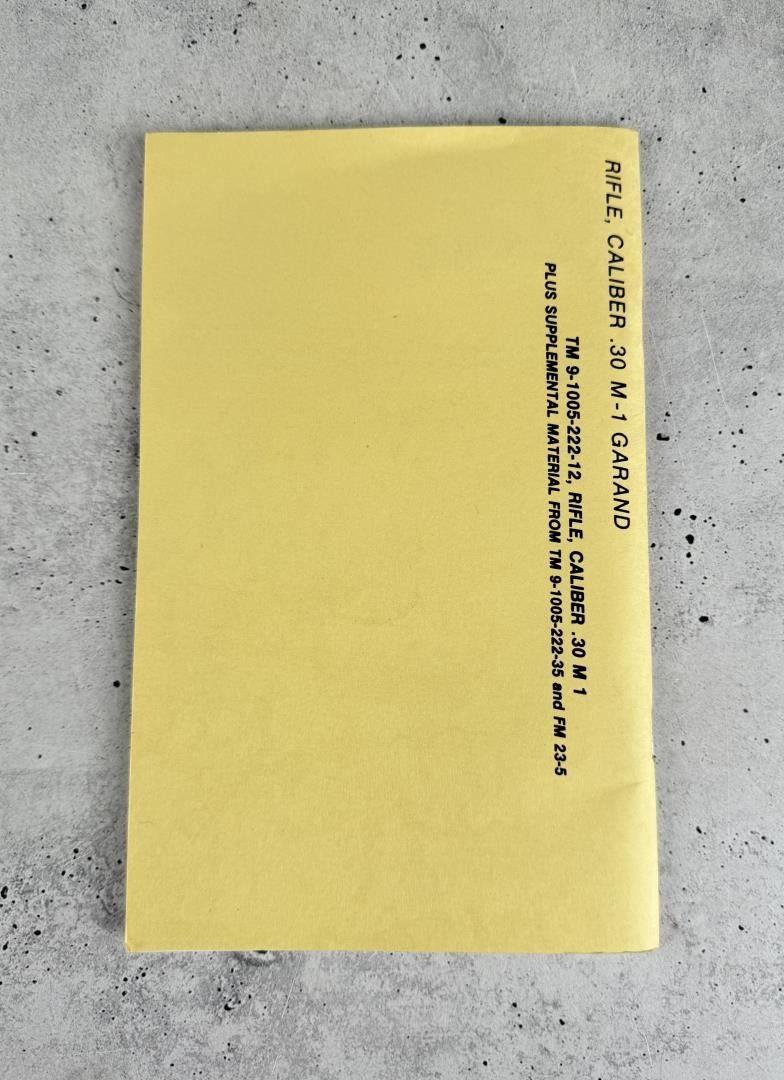 RIFLE, CALIBER .30 M-1 GARAND
TM 9-1005-222-12, RIFLE, CALIBER .30 M 1
PLUS SUPPLEMENTAL MATERIAL FROM TM 9-1005-222-35 and FM 23-5